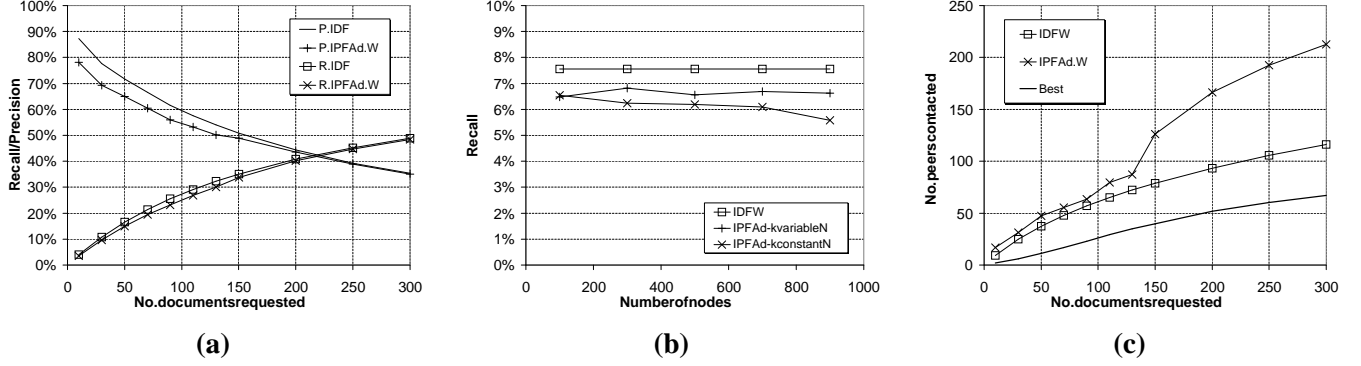 100%
90%
80%
70%
60%
50%
40%
30%
20%
10%
0%
Recall/Precision
P.IDF
P.IPFAd.W
R.IDF
R.IPFAd.W
0 50 100 150 200 250 300
No.documentsrequested
(a)
10%
9%
8%
7%
6%
5%
4%
3%
2%
1%
0%
Recall
IDFW
IPFAd-kvariableN
IPFAd-kconstantN
0 200 400 600 800 1000
Numberofnodes
(b)
250
200
150
100
50
0
No.peerscontacted
IDFW
IPFAd.W
Best
0 50 100 150 200 250 300
No.documentsrequested
(c)